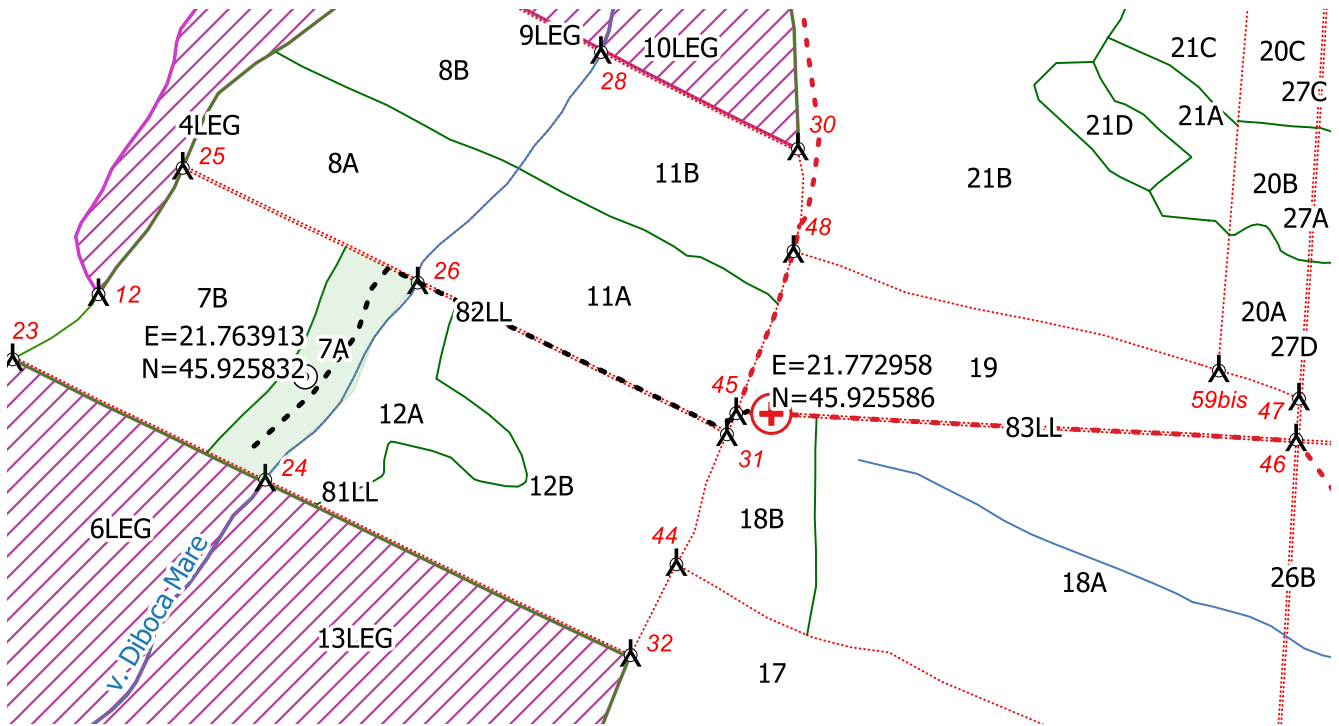 9LEG
10LEG
21C
20C
8B
28
27C
4LEG
30
21D
21A
25
8A
11B
21B
20B
27A
48
26
12
7B
11A
82LL
20A
23
E=21.763913
7A
N=45.925832
27D
E=21.772958
19
N=45.925586
45
59bis
47
12A
83LL
31
46
24
81LL
12B
18B
6LEG
44
v. Diboca Mare
18A
26B
13LEG
32
17